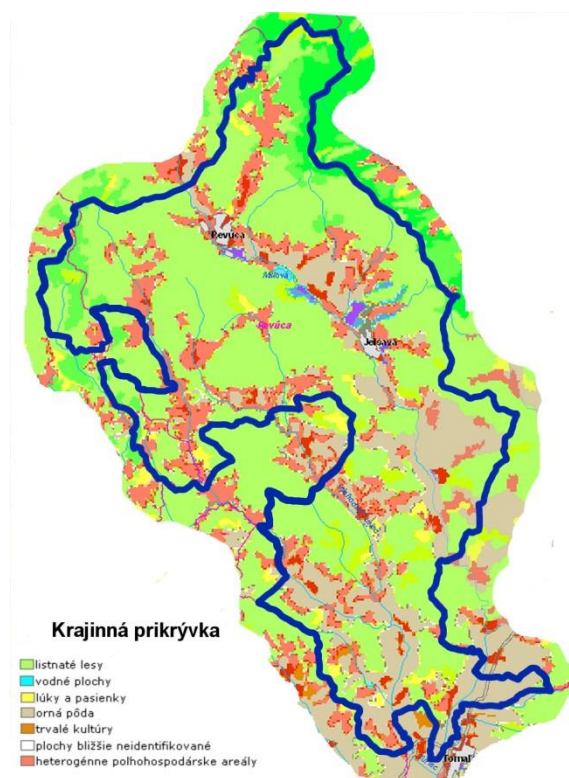 Revúca
Muráň
Revúca
Jelšava
Krajinná prikrývka
listnaté lesy
vodné plochy
lúky a pasienky
orná pôda
trvalé kultúry
plochy bližšie neidentifikované
heterogénne polhohospodárske areály